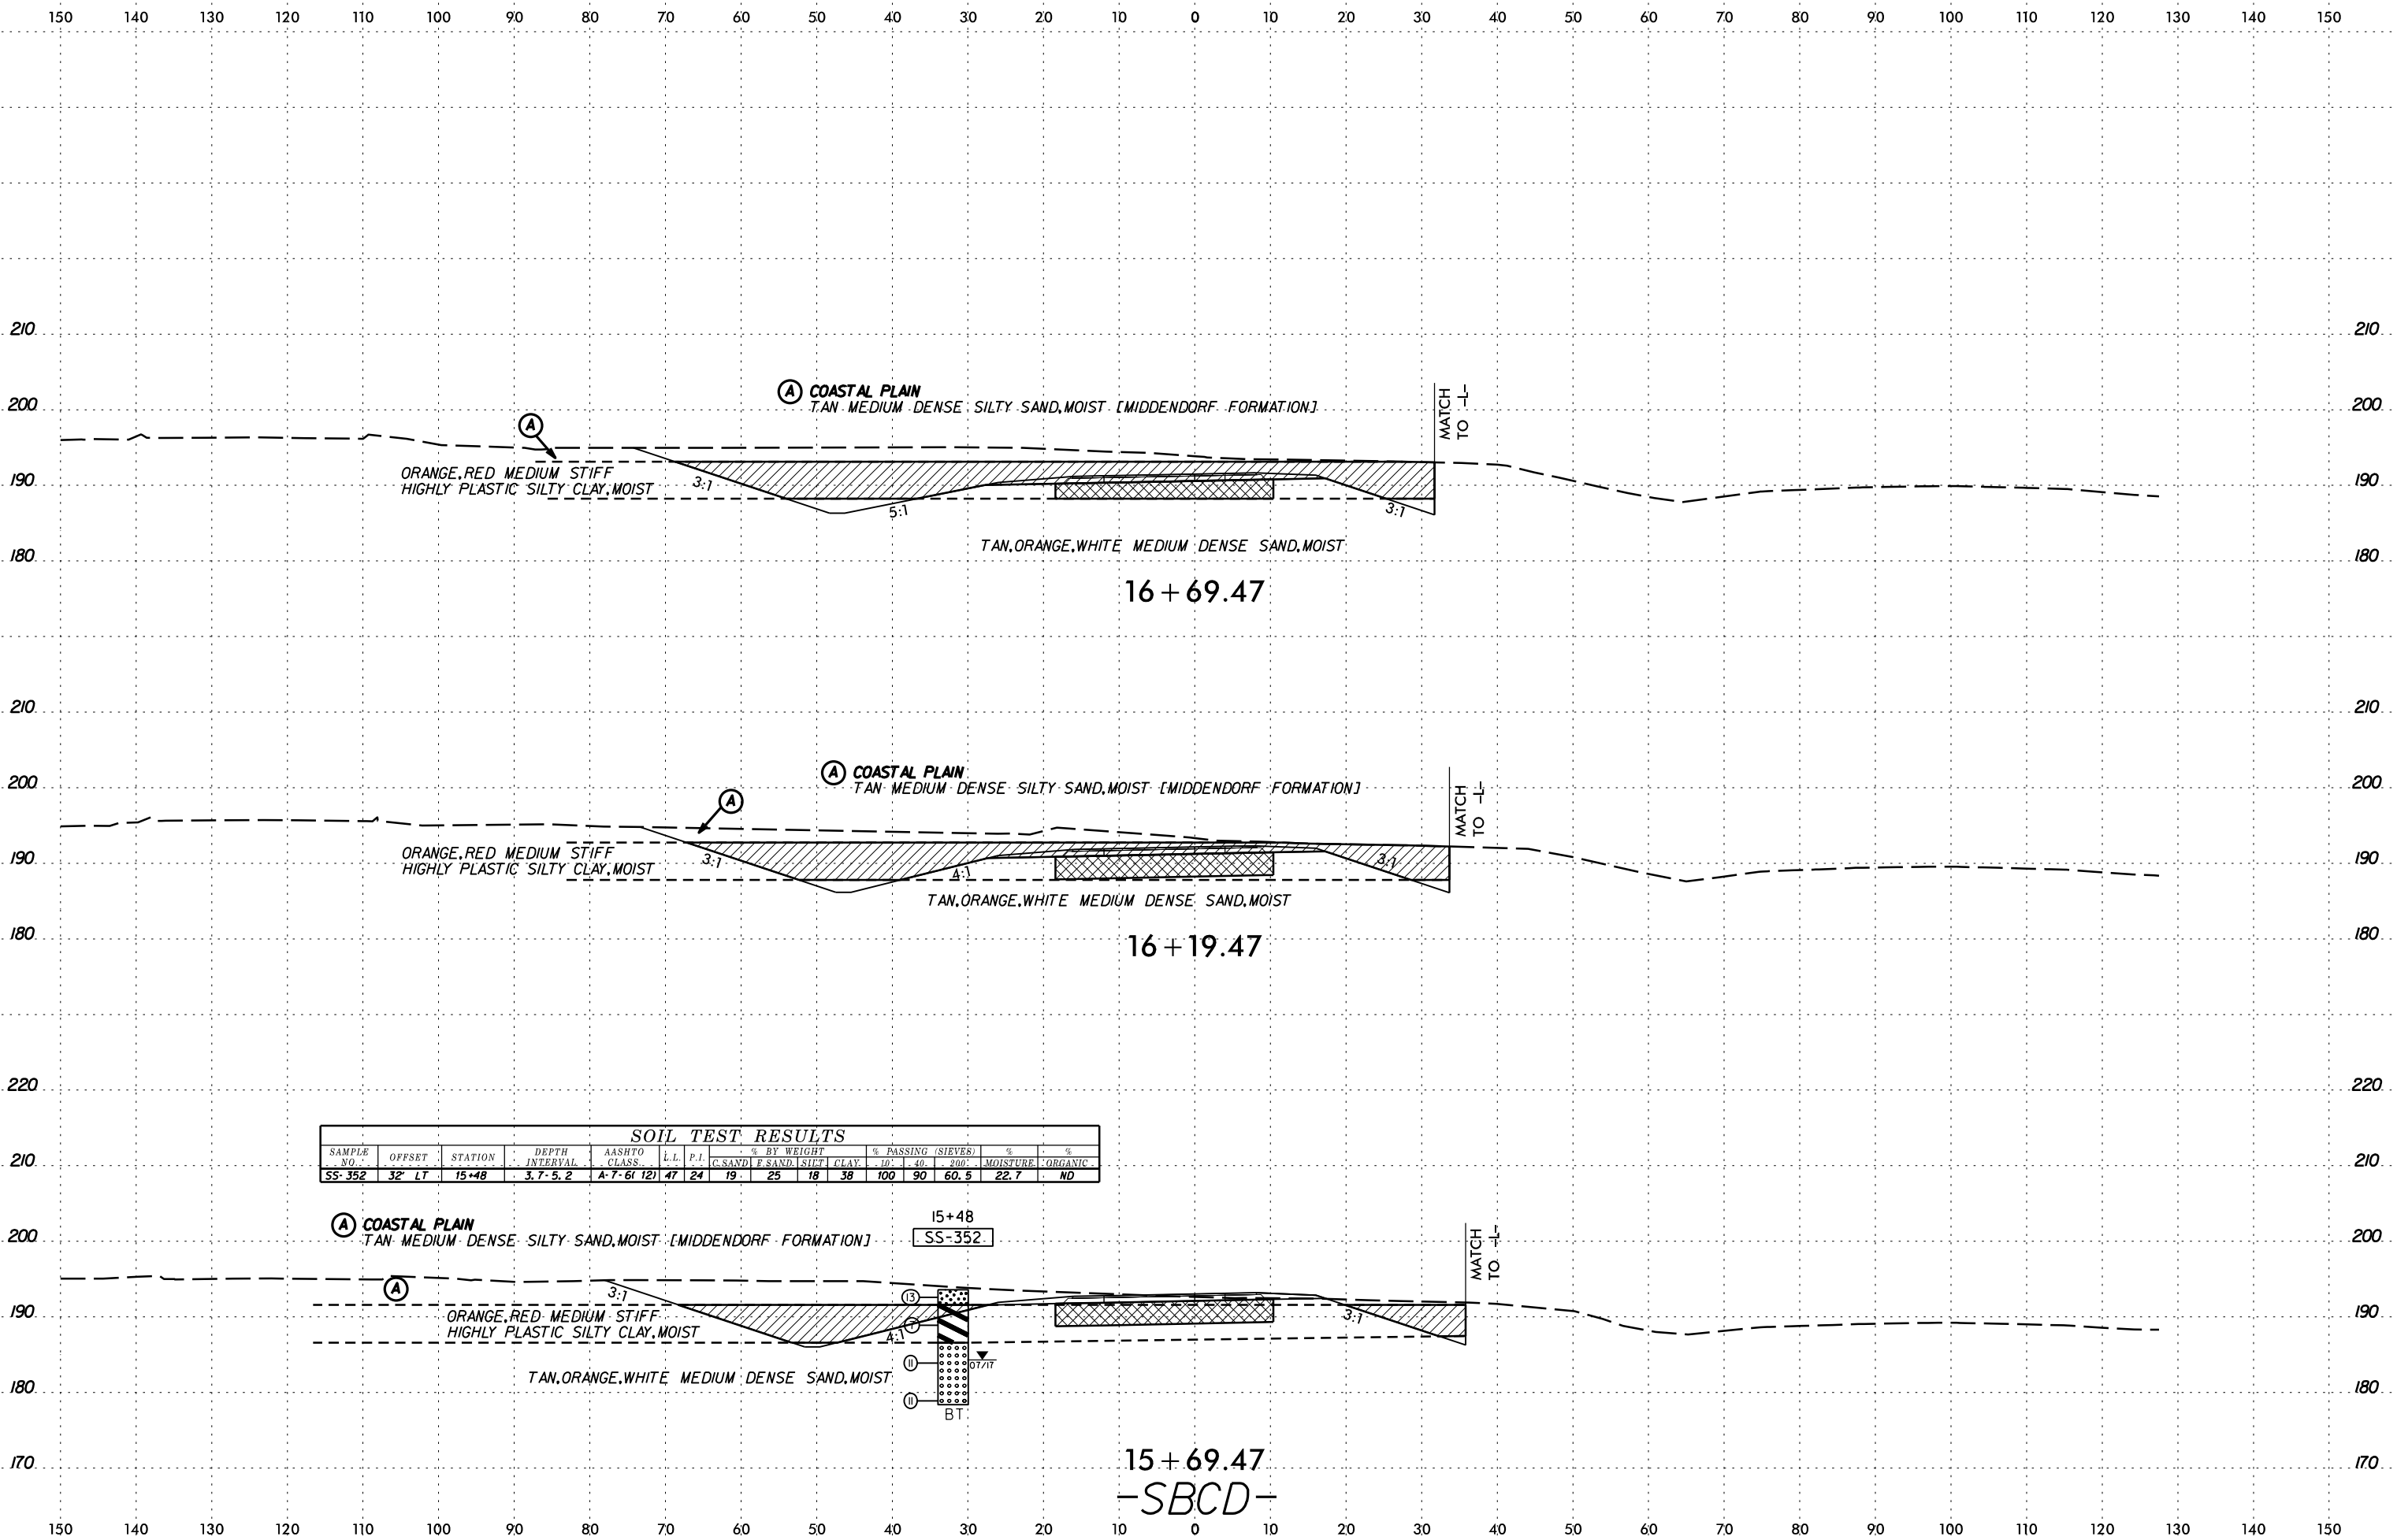 150 140 130 120 110 100 90 80 70 60 50 40 30 20 10 0 10 20 30 40 50 60 70 80 90 100 110 120 130 140 150
210 210
A COASTAL PLAIN
TAN MEDIUM DENSE SILTY SAND, MOIST [MIDDENDORF FORMATION]
MATCH
TO -L-
200 200
A
ORANGE, RED MEDIUM STIFF
HIGHLY PLASTIC SILTY CLAY, MOIST
190 190
3:1
5:1
3:1
TAN, ORANGE, WHITE MEDIUM DENSE SAND, MOIST
180 180
16+69.47
210 210
A COASTAL PLAIN
TAN MEDIUM DENSE SILTY SAND, MOIST [MIDDENDORF FORMATION]
MATCH
TO -L-
200 200
A
ORANGE, RED MEDIUM STIFF
HIGHLY PLASTIC SILTY CLAY, MOIST
190 190
3:1
4:1
3:1
TAN, ORANGE, WHITE MEDIUM DENSE SAND, MOIST
180 180
16+19.47
220 220
SOIL TEST RESULTS
SAMPLE NO. OFFSET STATION DEPTH INTERVAL AASHTO CLASS. L.L. P.I. % BY WEIGHT % PASSING (SIEVES) % MOISTURE % ORGANIC
C.SAND F.SAND SILT CLAY 10 40 200
SS-352 32' LT 15+48 3.7-5.2 A-7-6(12) 47 24 19 25 18 38 100 90 60.5 22.7 ND
210 210
A COASTAL PLAIN
TAN MEDIUM DENSE SILTY SAND, MOIST [MIDDENDORF FORMATION]
15+48
SS-352
MATCH
TO -L-
200 200
A
3:1
13
ORANGE, RED MEDIUM STIFF
HIGHLY PLASTIC SILTY CLAY, MOIST
190 190
7
4:1
3:1
11
07/17
TAN, ORANGE, WHITE MEDIUM DENSE SAND, MOIST
180 180
11
BT
15+69.47
170 170
-SBCD-
150 140 130 120 110 100 90 80 70 60 50 40 30 20 10 0 10 20 30 40 50 60 70 80 90 100 110 120 130 140 150